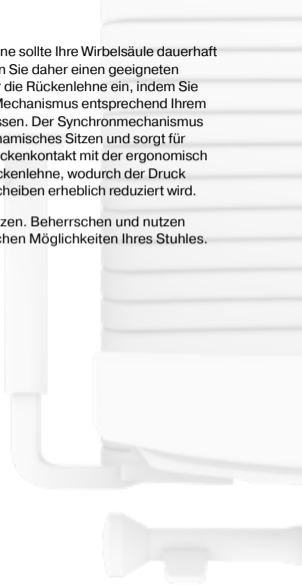 ne sollte Ihre Wirbelsäule dauerhaft
n Sie daher einen geeigneten
r die Rückenlehne ein, indem Sie
Mechanismus entsprechend Ihrem
ssen. Der Synchronmechanismus
namisches Sitzen und sorgt für
ckenkontakt mit der ergonomisch
ckenlehne, wodurch der Druck
cheiben erheblich reduziert wird.
zen. Beherrschen und nutzen
chen Möglichkeiten Ihres Stuhles.